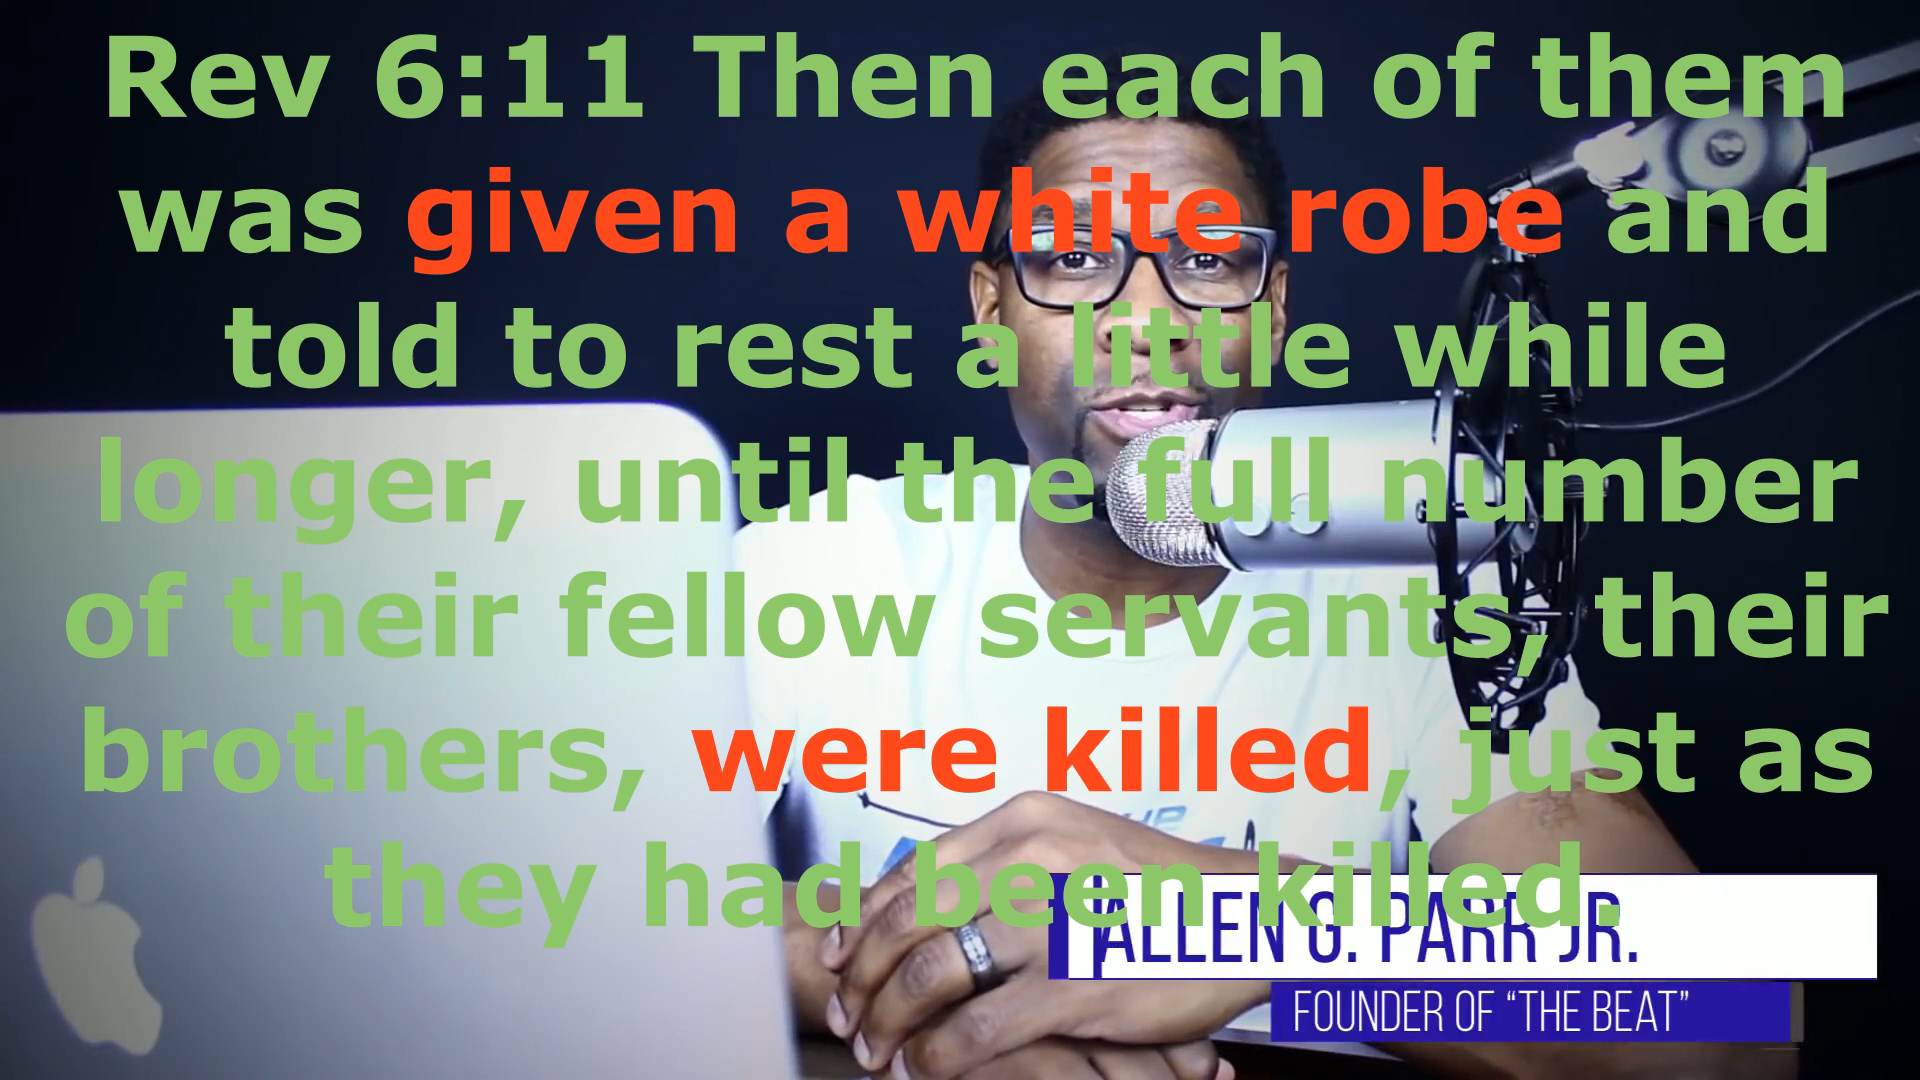 Rev 6:11 Then each of them
was given a white robe and
told to rest a little while
longer, until the full number
of their fellow servants, their
brothers, were killed, just as
they had been killed.
ALLEN G. PARR JR.
FOUNDER OF “THE BEAT”